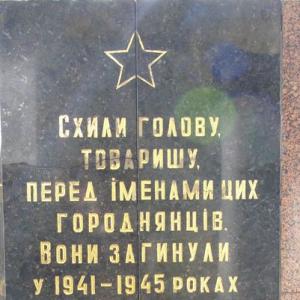 Схили голову,
товаришу,
перед іменами цих
городнянців.
Вони загинули
у 1941–1945 роках